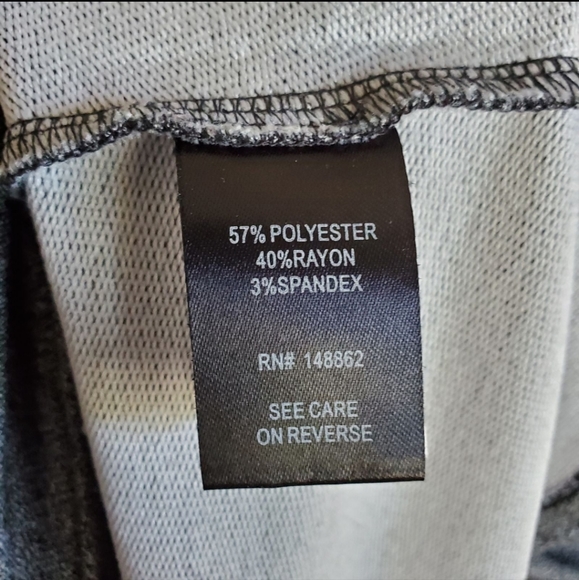 57% POLYESTER
40%RAYON
3%SPANDEX
RN# 148862
SEE CARE
ON REVERSE